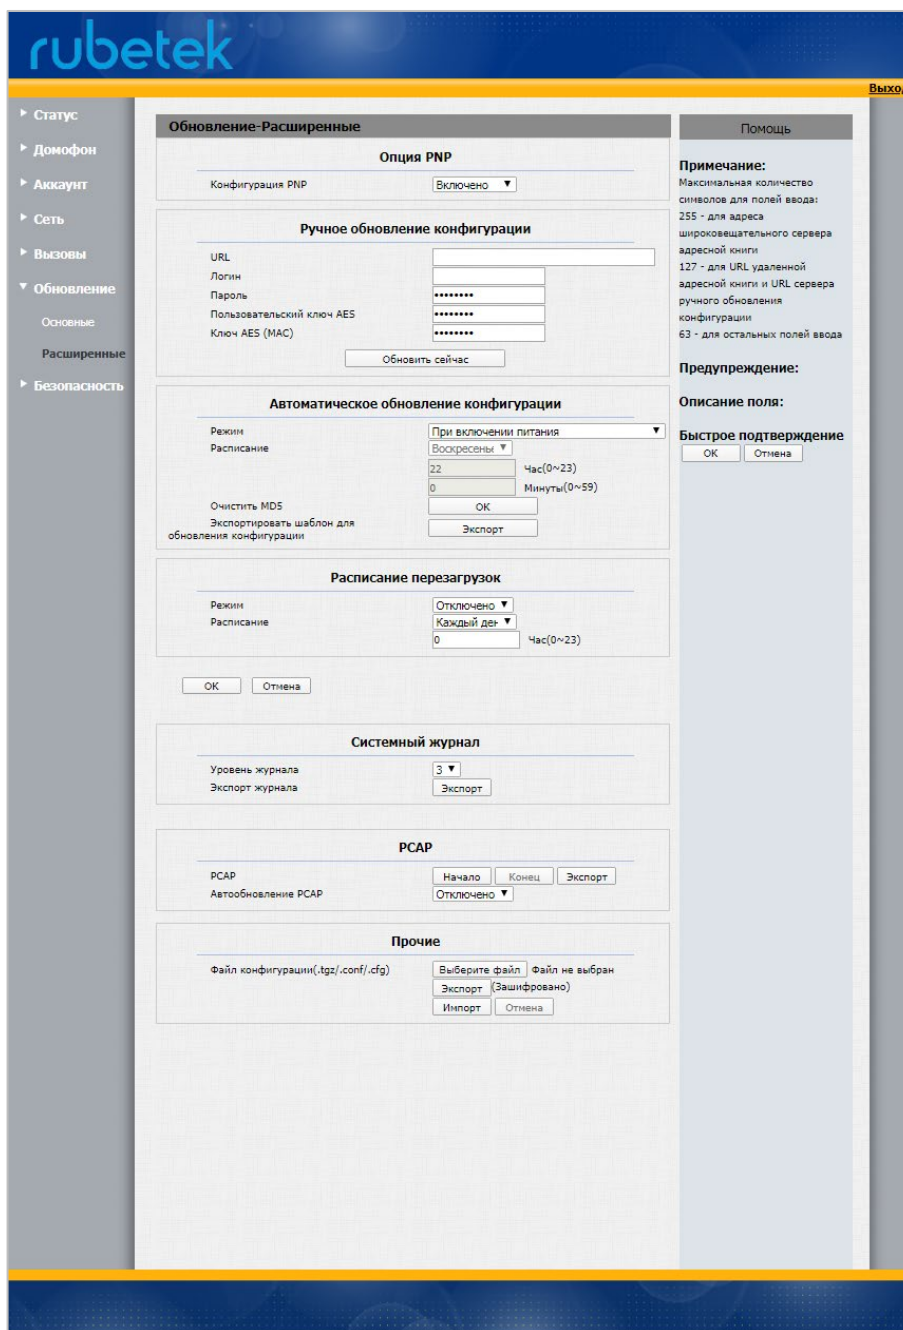 rubetek
Выход
Статус
Домофон
Аккаунт
Сеть
Вызовы
Обновление
Основные
Расширенные
Безопасность
Обновление-Расширенные
Опция PNP
Конфигурация PNP Включено
Ручное обновление конфигурации
URL
Логин
Пароль ••••••••
Пользовательский ключ AES ••••••••
Ключ AES (MAC) ••••••••
Обновить сейчас
Автоматическое обновление конфигурации
Режим При включении питания
Расписание Воскресень
22 Час(0~23)
0 Минуты(0~59)
Очистить MD5 OK
Экспортировать шаблон для
обновления конфигурации Экспорт
Расписание перезагрузок
Режим Отключено
Расписание Каждый ден
0 Час(0~23)
OK Отмена
Системный журнал
Уровень журнала 3
Экспорт журнала Экспорт
PCAP
PCAP Начало Конец Экспорт
Автообновление PCAP Отключено
Прочие
Файл конфигурации(.tgz/.conf/.cfg) Выберите файл Файл не выбран
Экспорт (Зашифровано)
Импорт Отмена
Помощь
Примечание:
Максимальная количество
символов для полей ввода:
255 - для адреса
широковещательного сервера
адресной книги
127 - для URL удаленной
адресной книги и URL сервера
ручного обновления
конфигурации
63 - для остальных полей ввода
Предупреждение:
Описание поля:
Быстрое подтверждение
OK Отмена